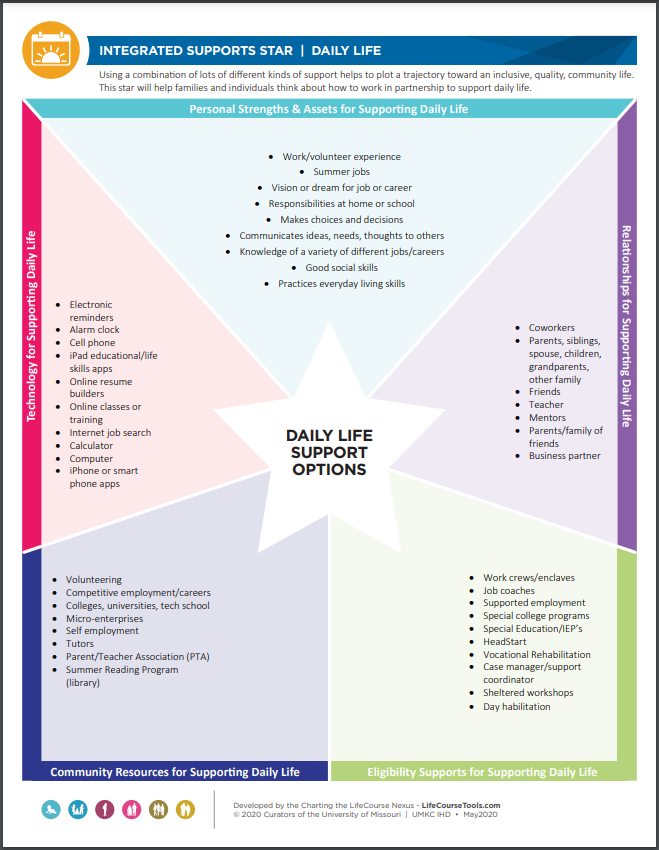 INTEGRATED SUPPORTS STAR | DAILY LIFE
Using a combination of lots of different kinds of support helps to plot a trajectory toward an inclusive, quality, community life.
This star will help families and individuals think about how to work in partnership to support daily life.
Personal Strengths & Assets for Supporting Daily Life
• Work/volunteer experience
• Summer jobs
• Vision or dream for job or career
• Responsibilities at home or school
• Makes choices and decisions
• Communicates ideas, needs, thoughts to others
• Knowledge of a variety of different jobs/careers
• Good social skills
• Practices everyday living skills
Technology for Supporting Daily Life
• Electronic
reminders
• Alarm clock
• Cell phone
• iPad educational/life
skills apps
• Online resume
builders
• Online classes or
training
• Internet job search
• Calculator
• Computer
• iPhone or smart
phone apps
Relationships for Supporting Daily Life
• Coworkers
• Parents, siblings,
spouse, children,
grandparents,
other family
• Friends
• Teacher
• Mentors
• Parents/family of
friends
• Business partner
DAILY LIFE
SUPPORT
OPTIONS
• Volunteering
• Competitive employment/careers
• Colleges, universities, tech school
• Micro-enterprises
• Self employment
• Tutors
• Parent/Teacher Association (PTA)
• Summer Reading Program
(library)
Community Resources for Supporting Daily Life
• Work crews/enclaves
• Job coaches
• Supported employment
• Special college programs
• Special Education/IEP's
• HeadStart
• Vocational Rehabilitation
• Case manager/support
coordinator
• Sheltered workshops
• Day habilitation
Eligibility Supports for Supporting Daily Life
Developed by the Charting the LifeCourse Nexus - LifeCourseTools.com
© 2020 Curators of the University of Missouri | UMKC IHD • May2020